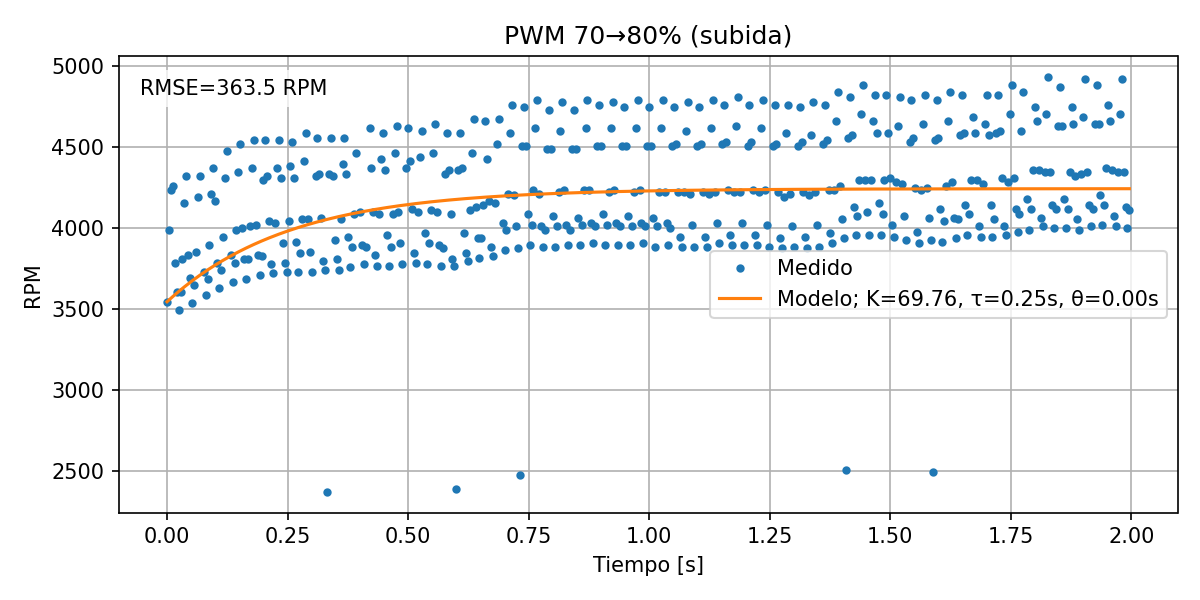 PWM 70→80% (subida)
RMSE=363.5 RPM
5000
4500
4000
3500
3000
2500
RPM
Medido
Modelo; K=69.76, τ=0.25s, θ=0.00s
0.00 0.25 0.50 0.75 1.00 1.25 1.50 1.75 2.00
Tiempo [s]